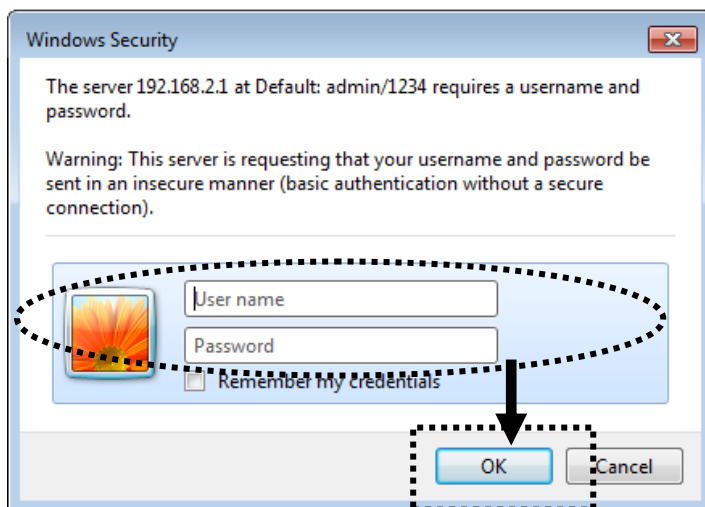 Windows Security
The server 192.168.2.1 at Default: admin/1234 requires a username and
password.
Warning: This server is requesting that your username and password be
sent in an insecure manner (basic authentication without a secure
connection).
User name
Password
Remember my credentials
OK
Cancel